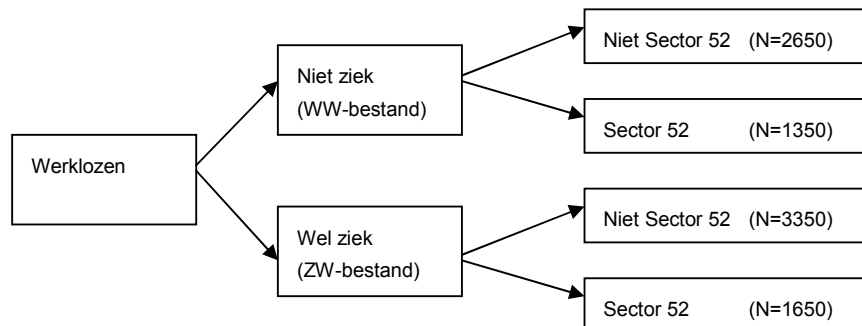 Werklozen
Niet ziek
(WW-bestand)
Wel ziek
(ZW-bestand)
Niet Sector 52 (N=2650)
Sector 52 (N=1350)
Niet Sector 52 (N=3350)
Sector 52 (N=1650)